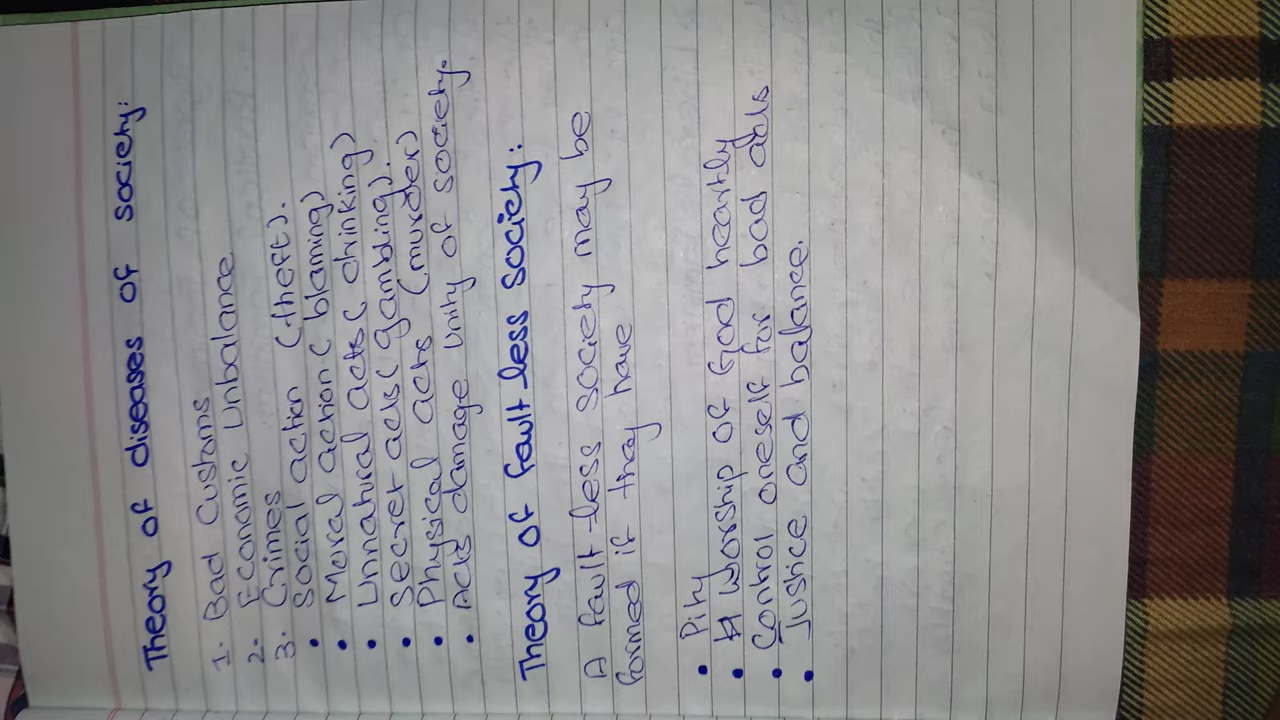 Theory of diseases of society:
1. Bad Customs
2. Economic Unbalance
3. Crimes
• Social action (theft).
• Moral action ( blaming)
• Unnatural acts ( drinking)
• Secret acts ( gambling).
• Physical acts (murder)
• Acts damage unity of society.
Theory of fault less society:
A fault-less society may be
formed if they have
• Pity
• Worship of God heartly
• Control oneself for bad acts
• Justice and balance.